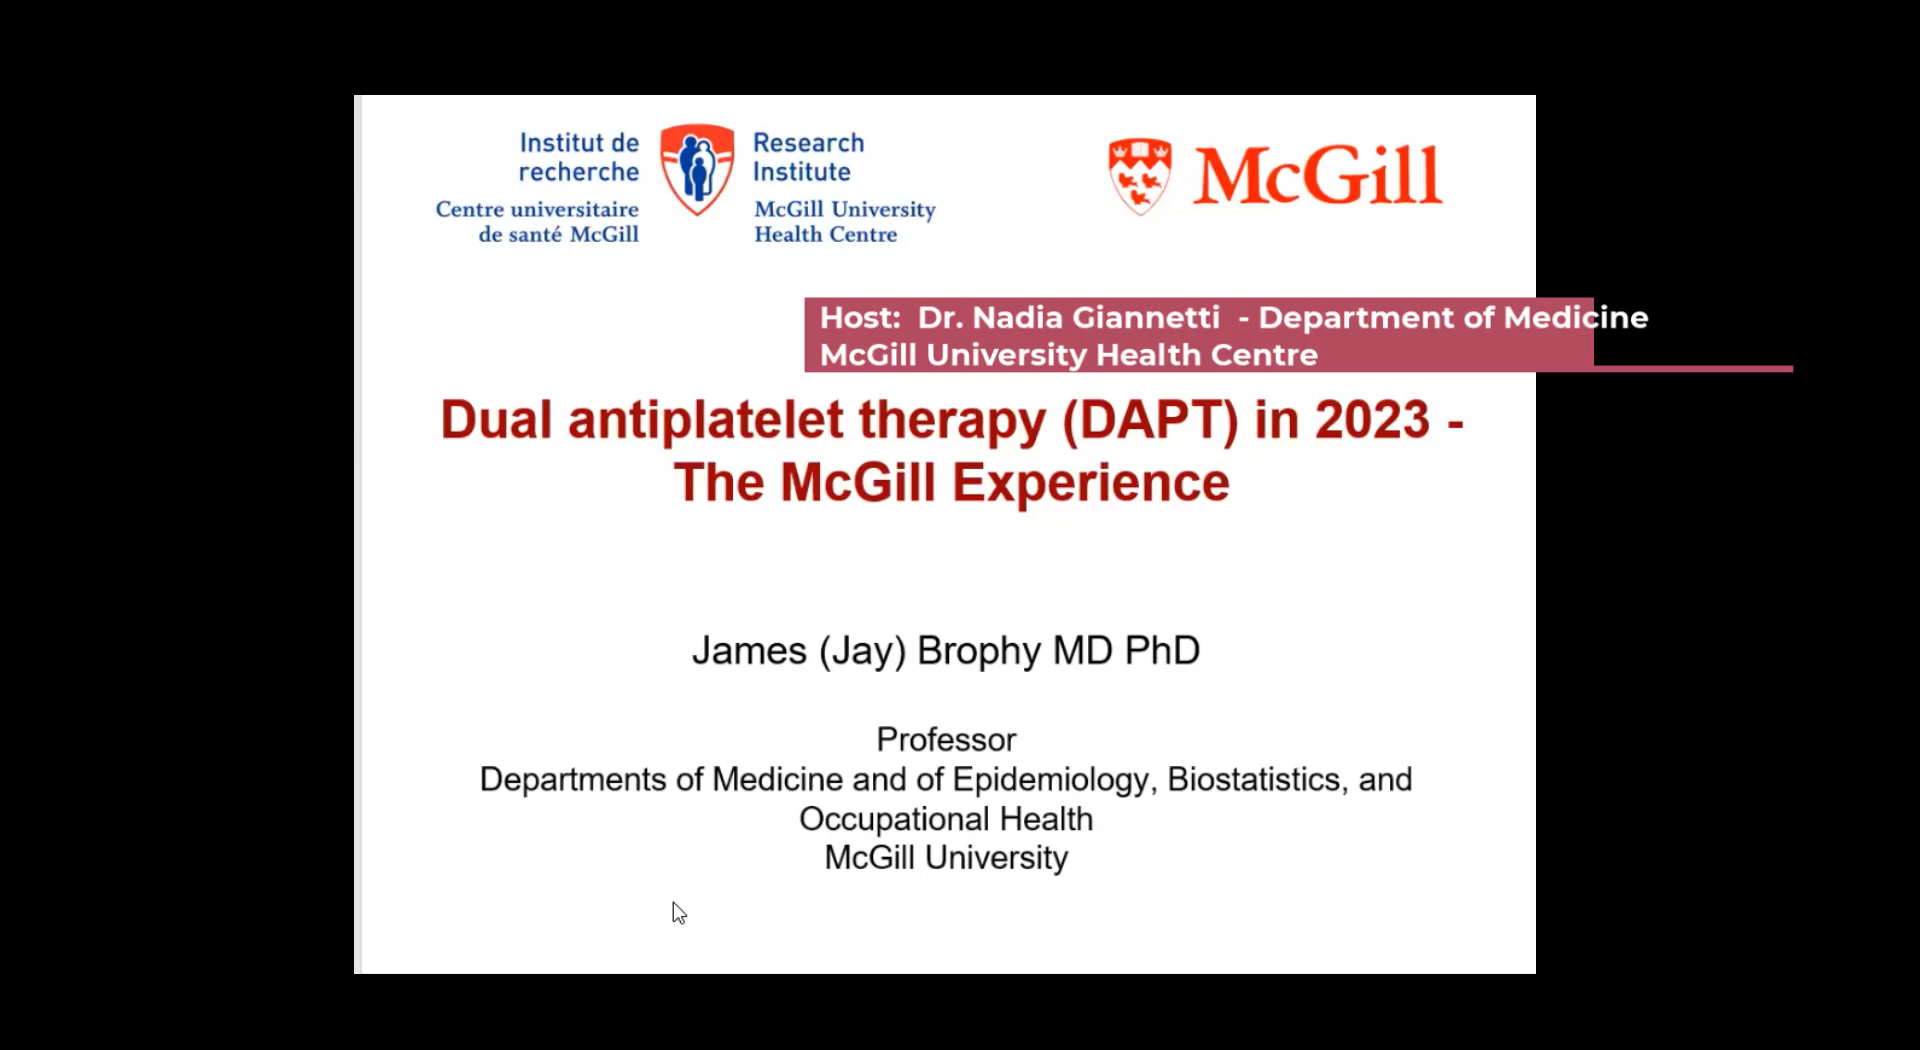 Institut de
recherche
Centre universitaire
de santé McGill
Research
Institute
McGill University
Health Centre
McGill
Host:  Dr. Nadia Giannetti  - Department of Medicine
McGill University Health Centre
Dual antiplatelet therapy (DAPT) in 2023 -
The McGill Experience
James (Jay) Brophy MD PhD
Professor
Departments of Medicine and of Epidemiology, Biostatistics, and
Occupational Health
McGill University